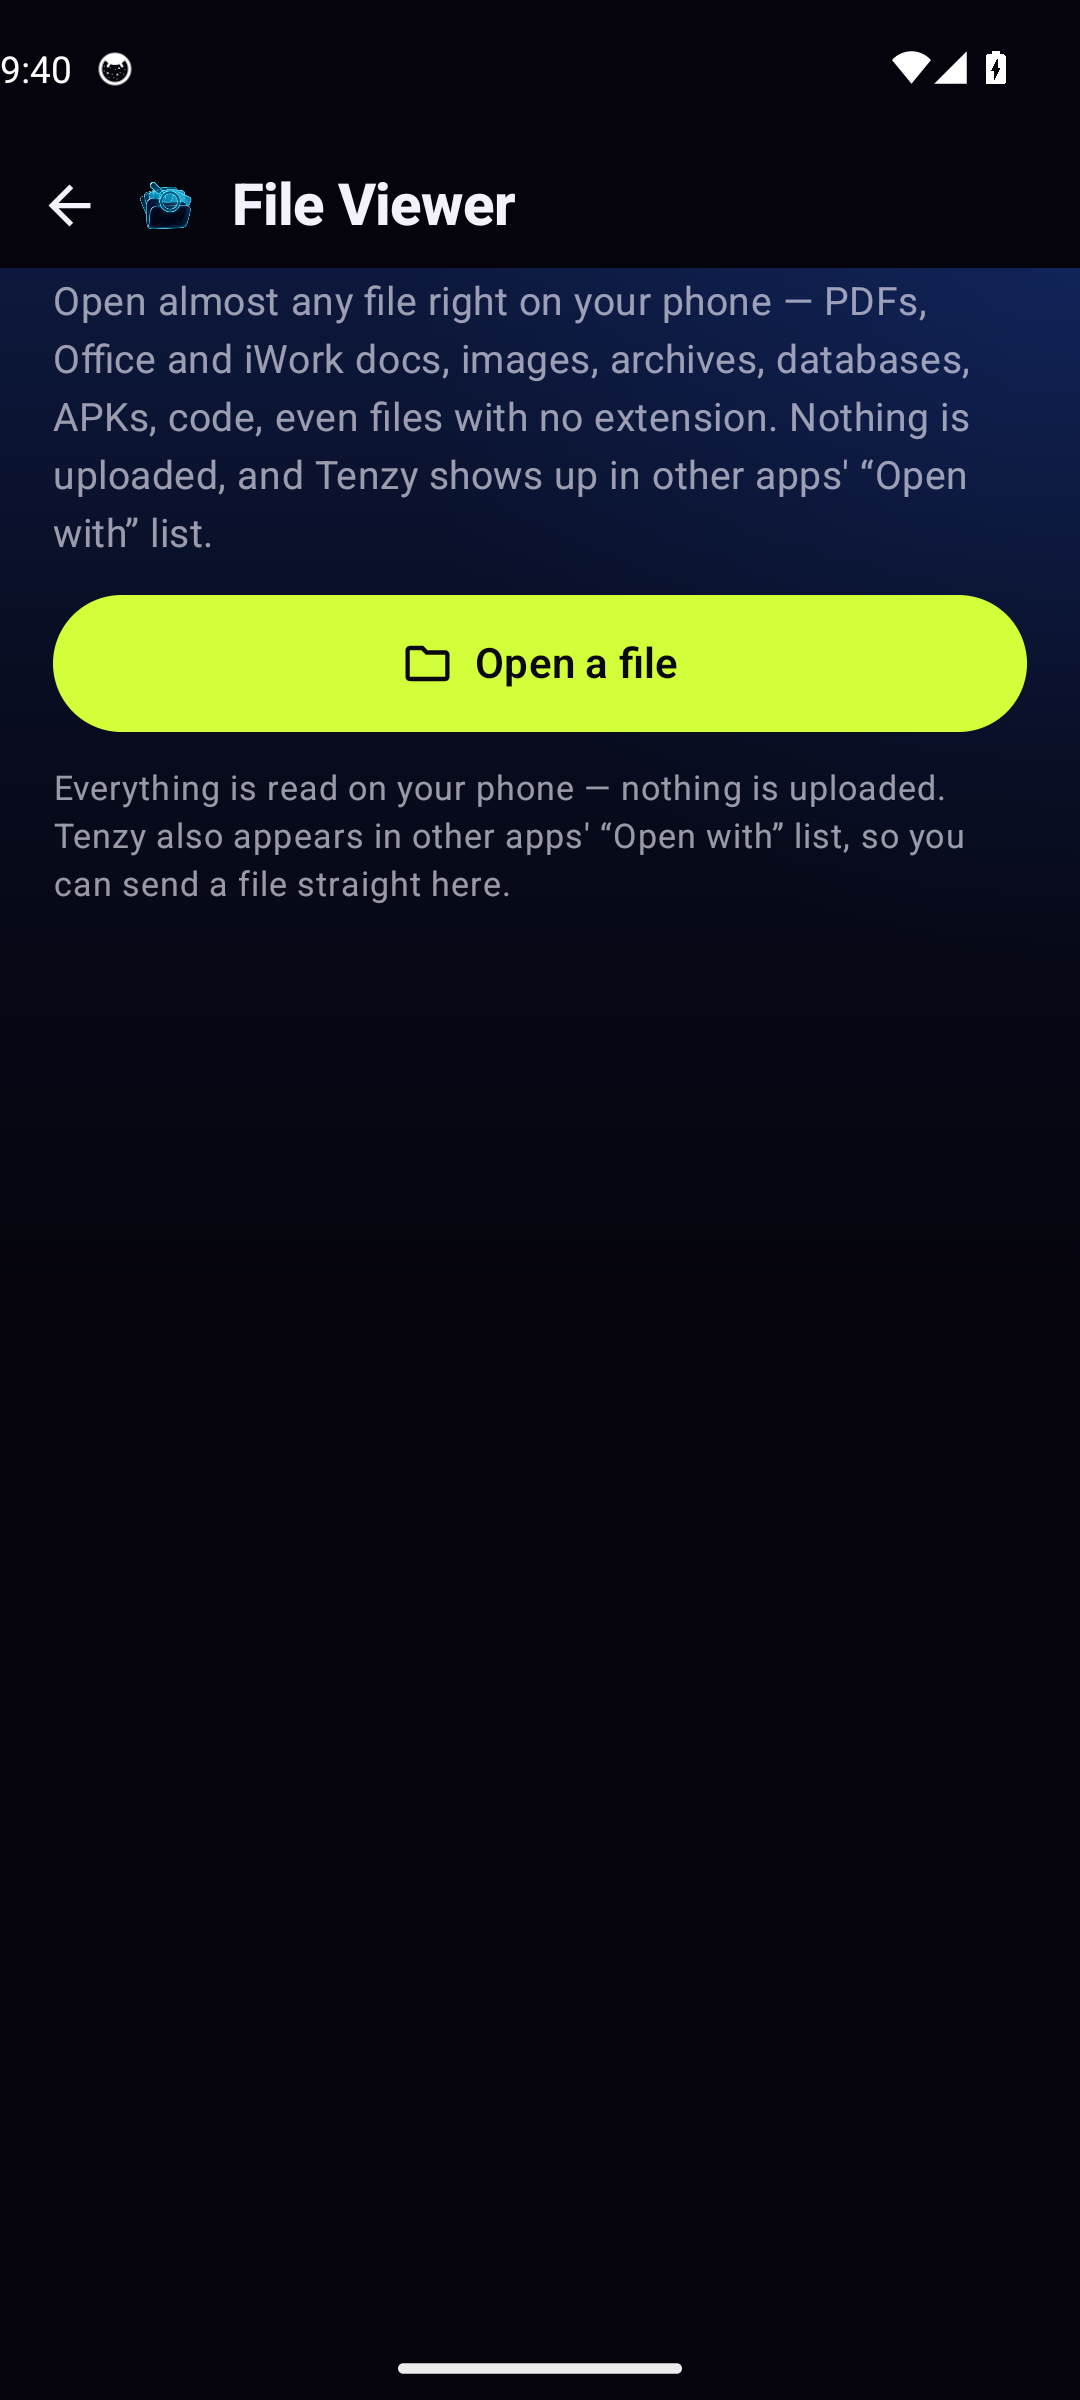 9:40
File Viewer
Open almost any file right on your phone — PDFs,
Office and iWork docs, images, archives, databases,
APKs, code, even files with no extension. Nothing is
uploaded, and Tenzy shows up in other apps' “Open
with” list.
Open a file
Everything is read on your phone — nothing is uploaded.
Tenzy also appears in other apps' “Open with” list, so you
can send a file straight here.